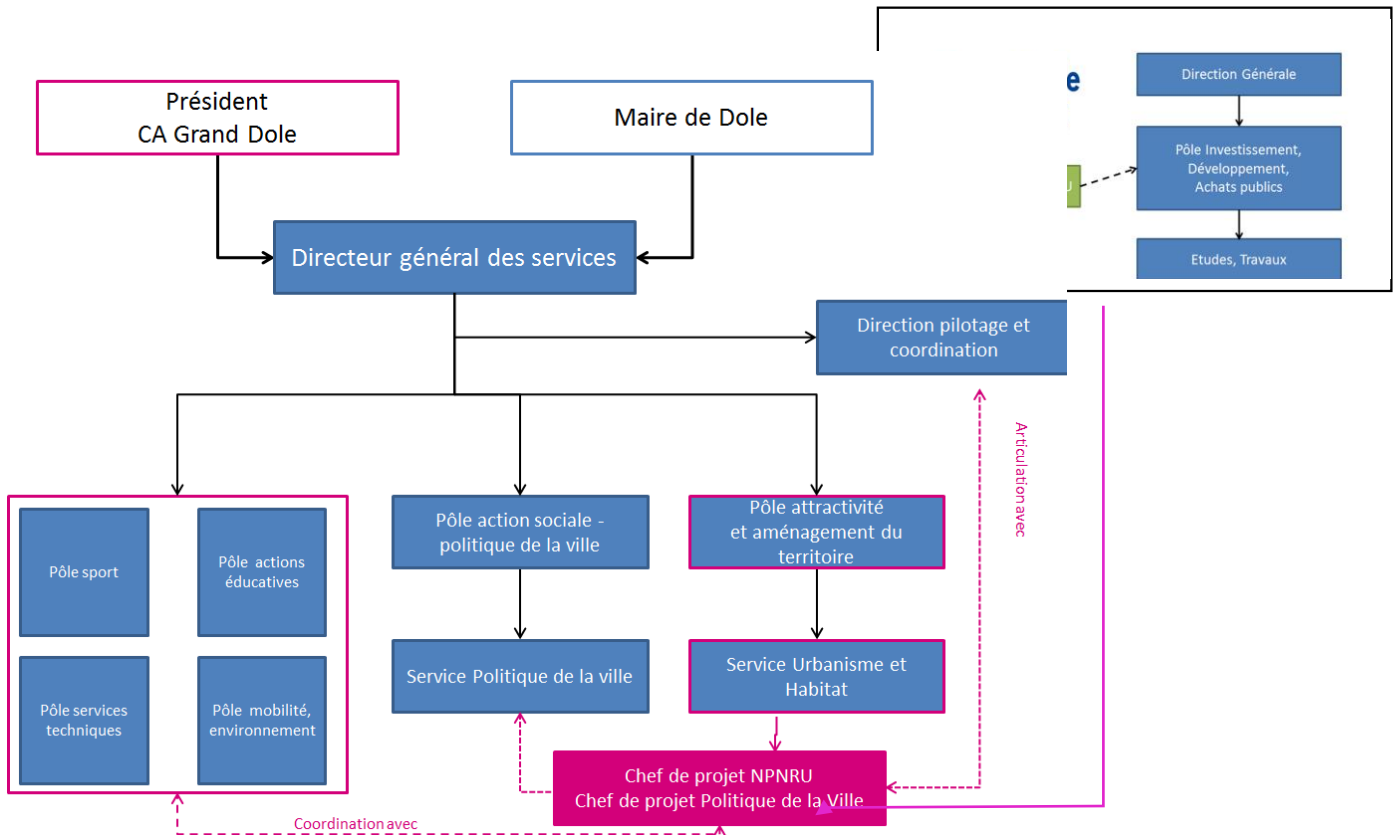 Président
CA Grand Dole
Maire de Dole
e
Direction Générale
Pôle Investissement,
Développement,
Achats publics
U
Etudes, Travaux
Directeur général des services
Direction pilotage et
coordination
Articulation avec
Pôle sport
Pôle actions
éducatives
Pôle services
techniques
Pôle mobilité,
environnement
Pôle action sociale -
politique de la ville
Pôle attractivité
et aménagement du
territoire
Service Politique de la ville
Service Urbanisme et
Habitat
Chef de projet NPNRU
Chef de projet Politique de la Ville
Coordination avec